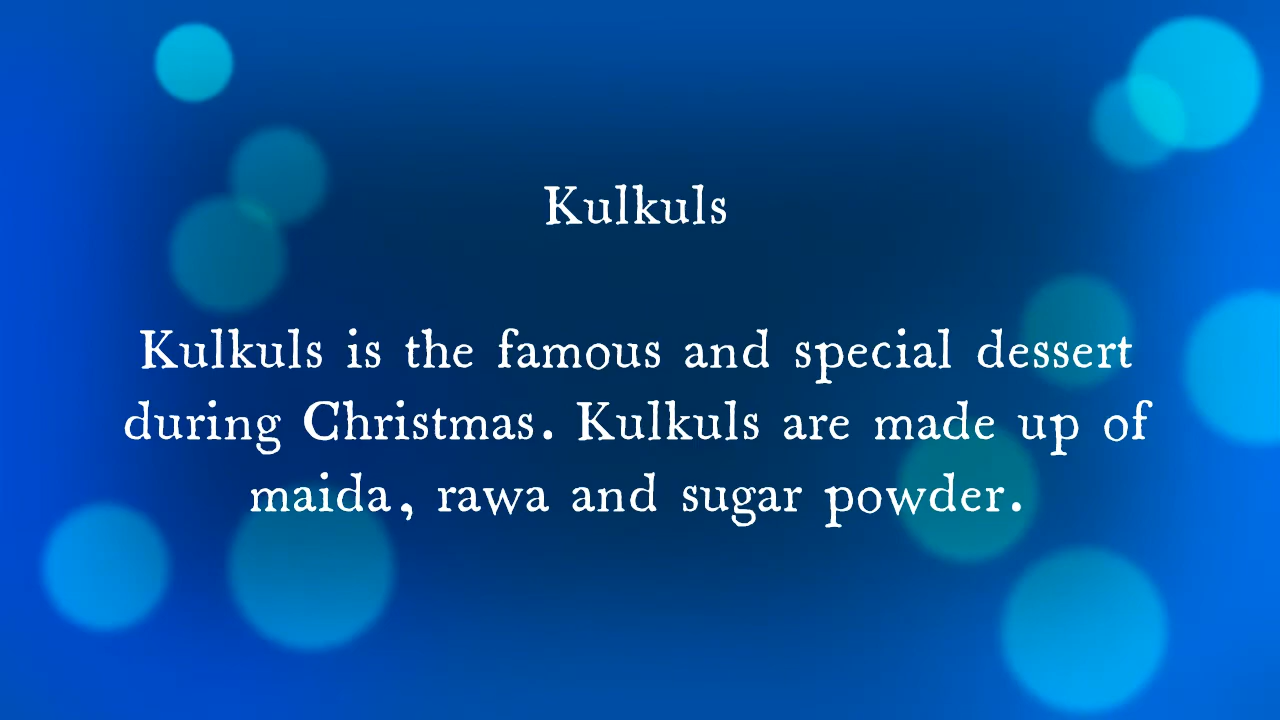 Kulkuls
Kulkuls is the famous and special dessert
during Christmas. Kulkuls are made up of
maida, rawa and sugar powder.